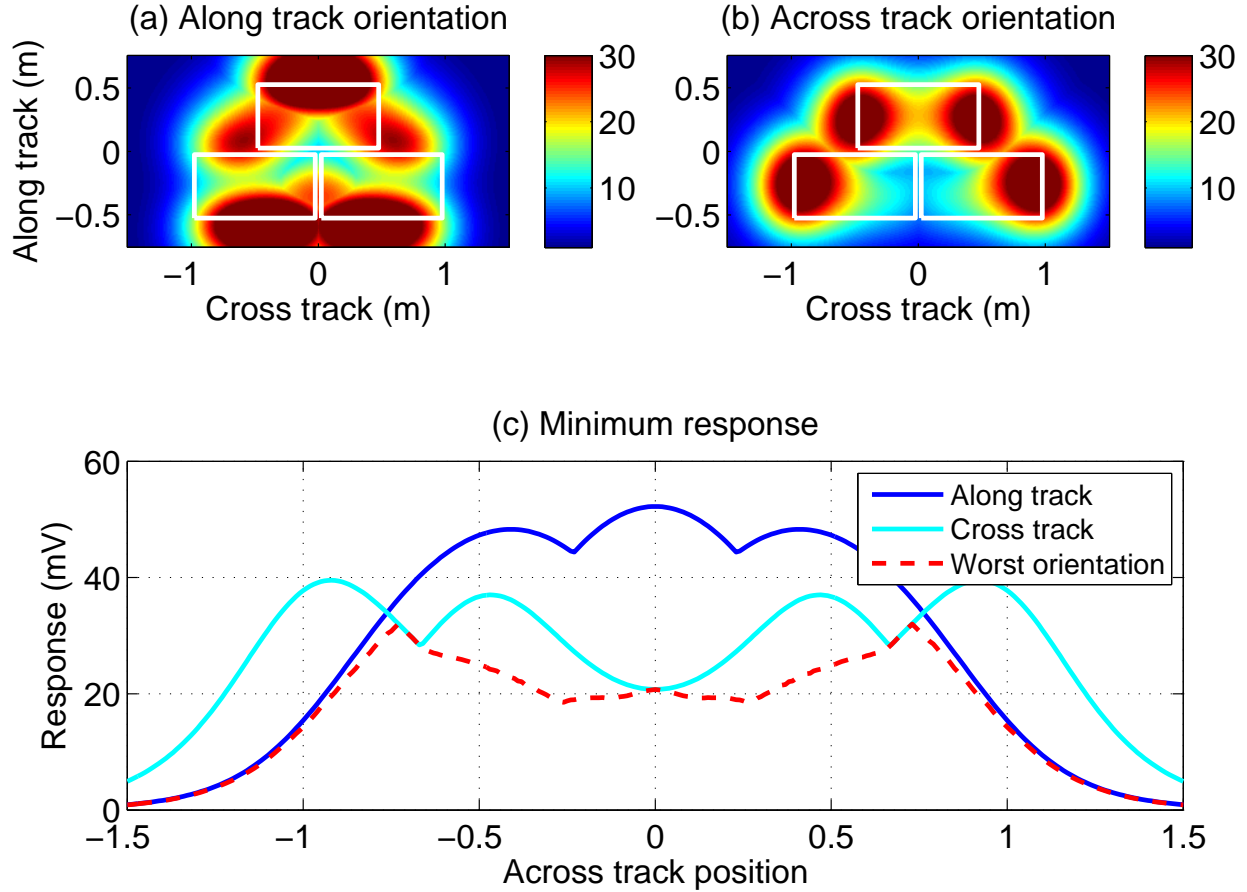 (a) Along track orientation
(b) Across track orientation
Along track (m)
0.5
0
−0.5
−1
0
1
Cross track (m)
30
20
10
0.5
0
−0.5
−1
0
1
Cross track (m)
30
20
10
(c) Minimum response
Response (mV)
60
40
20
0
−1.5
−1
−0.5
0
0.5
1
1.5
Across track position
Along track
Cross track
Worst orientation